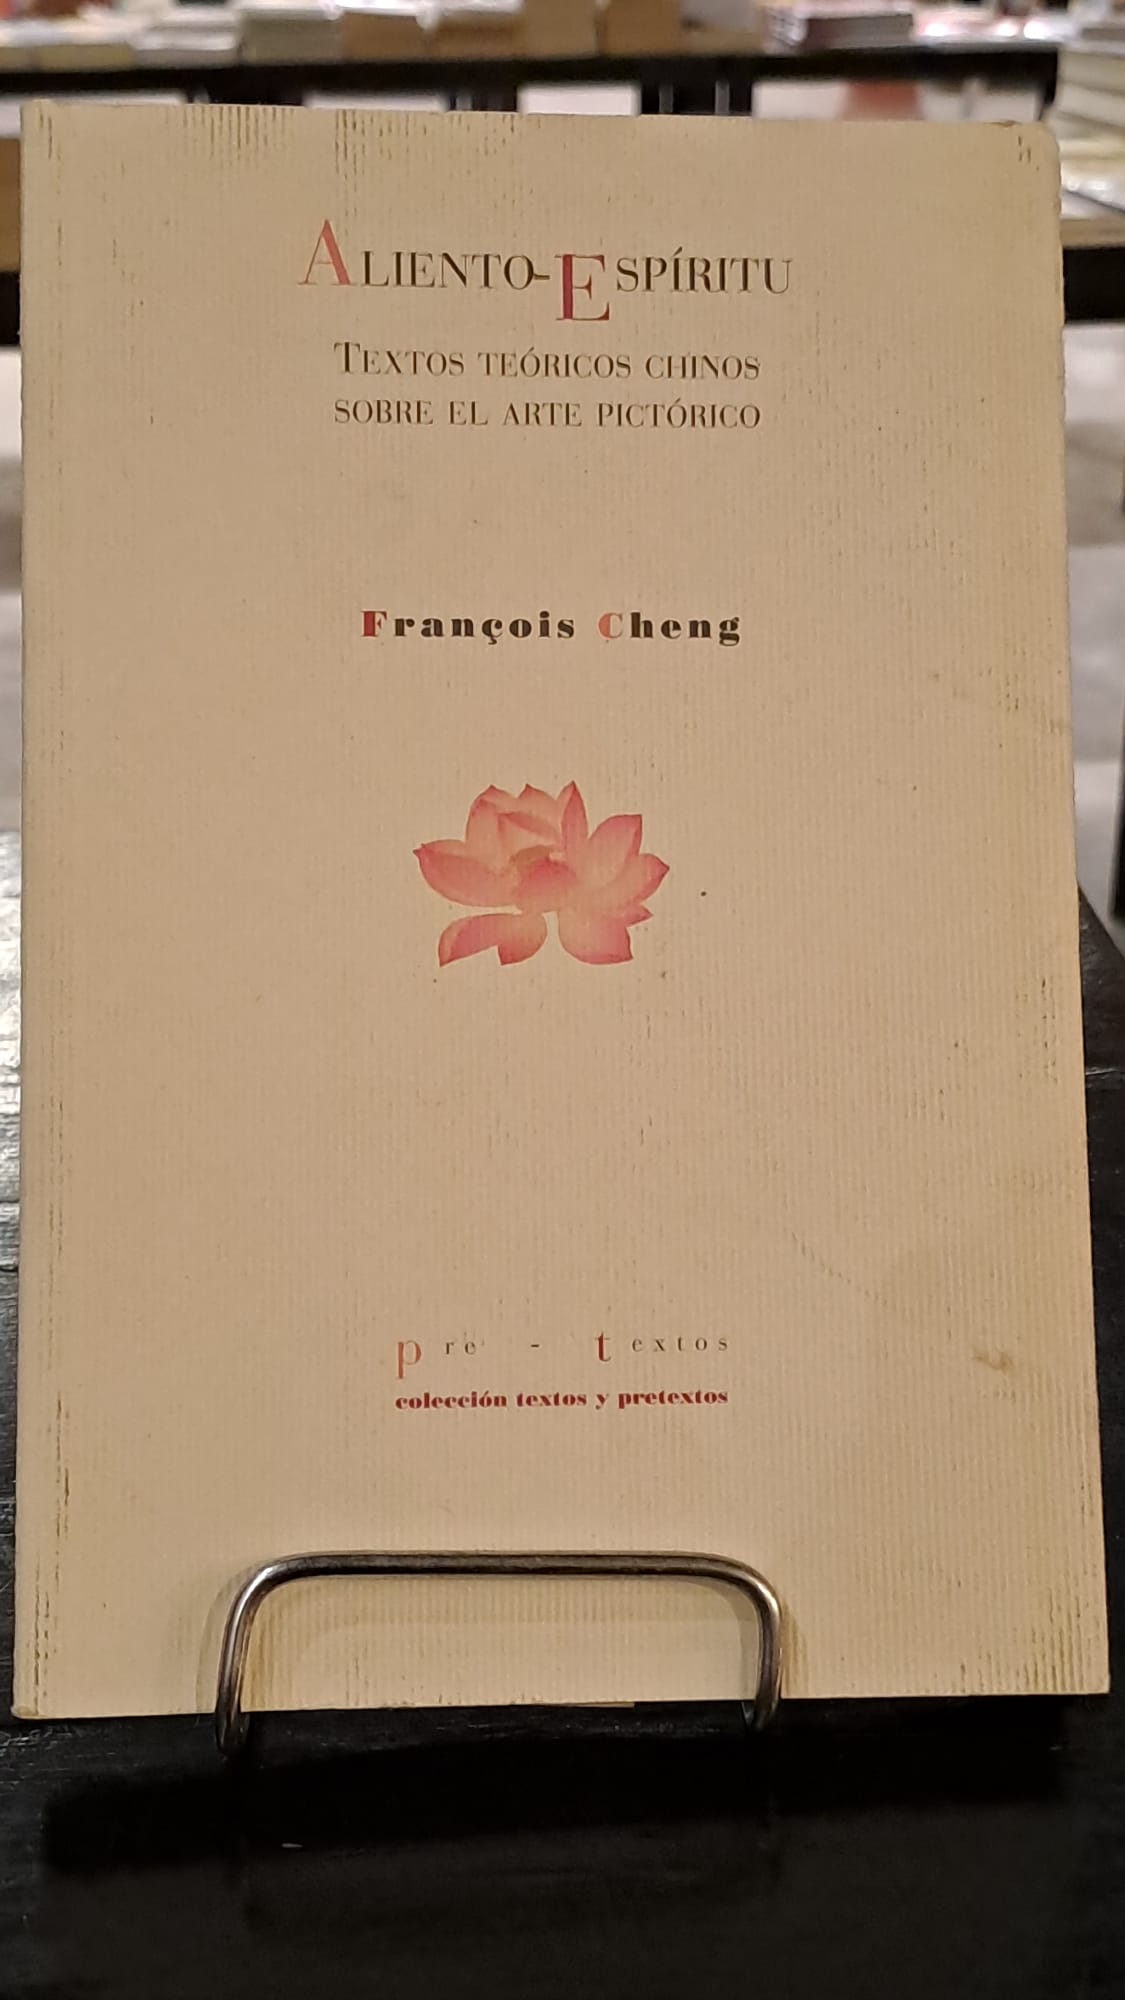 ALIENTO-ESPÍRITU
TEXTOS TEÓRICOS CHINOS
SOBRE EL ARTE PICTÓRICO
François Cheng
pre - textos
colección textos y pretextos